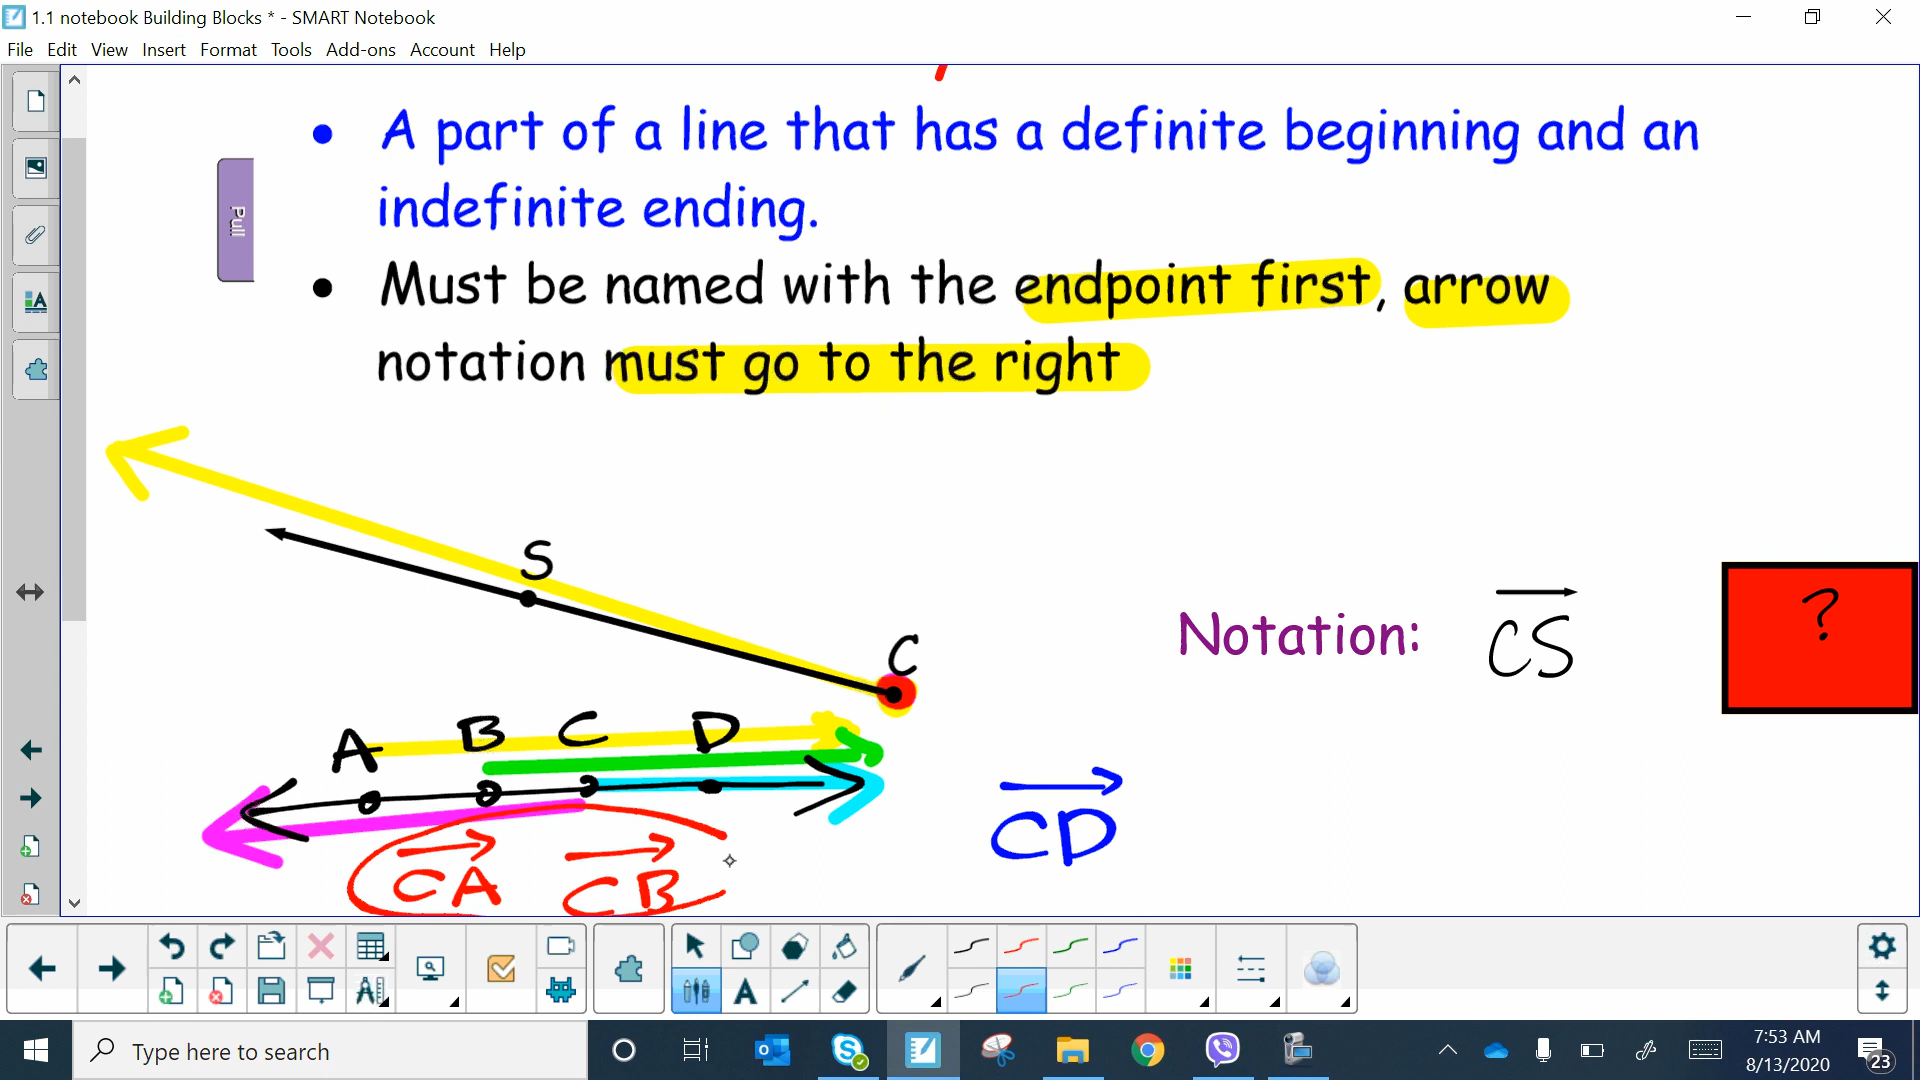 1.1 notebook Building Blocks * - SMART Notebook
File Edit View Insert Format Tools Add-ons Account Help
• A part of a line that has a definite beginning and an
indefinite ending.
Pull
• Must be named with the endpoint first, arrow
notation must go to the right
S
C
Notation: CS
?
A B C D
CD
CA CB
A
Type here to search
7:53 AM
8/13/2020
23